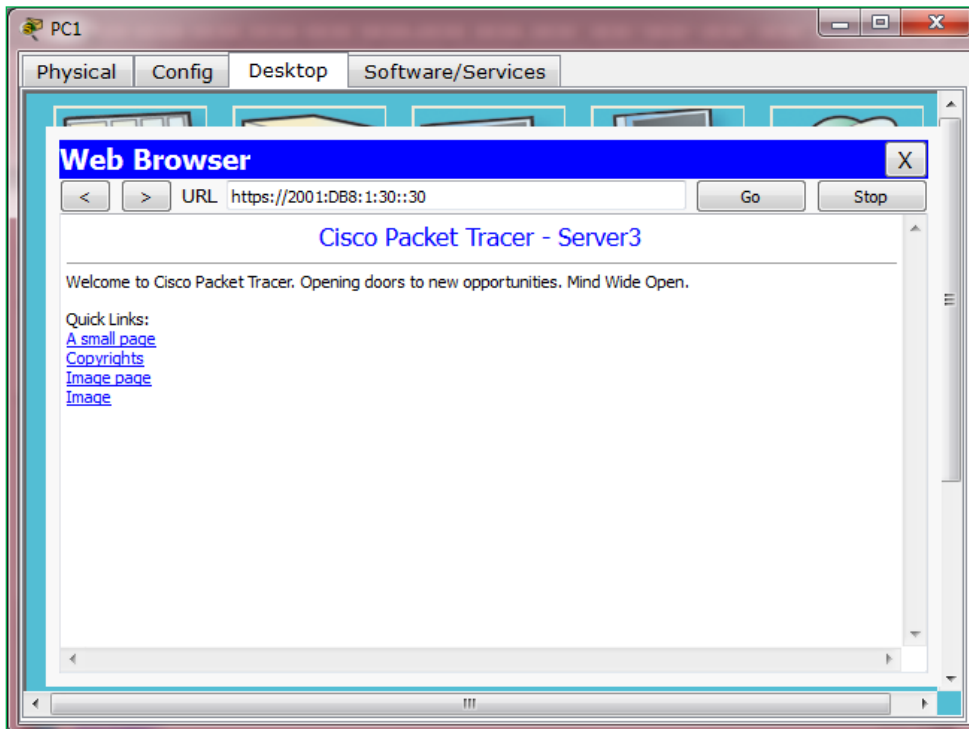 PC1
Physical Config Desktop Software/Services
Web Browser X
< > URL https://2001:DB8:1:30::30 Go Stop
Cisco Packet Tracer - Server3
Welcome to Cisco Packet Tracer. Opening doors to new opportunities. Mind Wide Open.
Quick Links:
A small page
Copyrights
Image page
Image